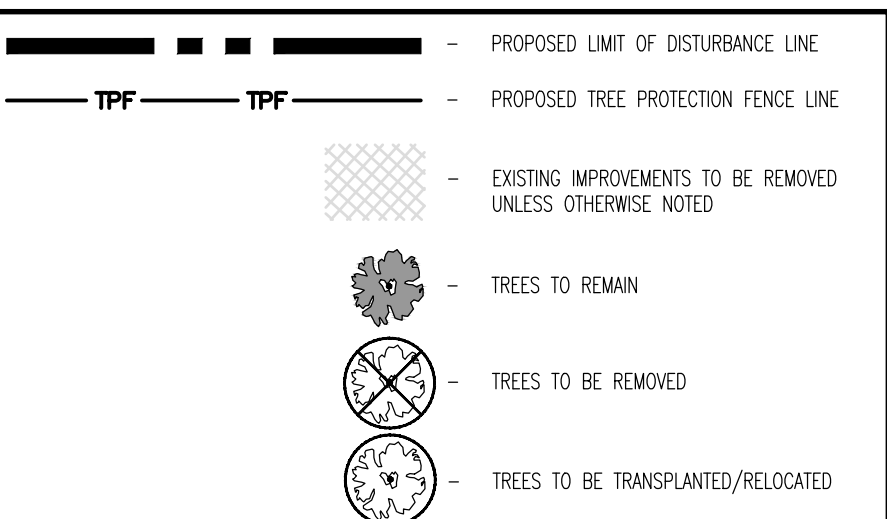 - PROPOSED LIMIT OF DISTURBANCE LINE
TPF TPF - PROPOSED TREE PROTECTION FENCE LINE
- EXISTING IMPROVEMENTS TO BE REMOVED
UNLESS OTHERWISE NOTED
- TREES TO REMAIN
- TREES TO BE REMOVED
- TREES TO BE TRANSPLANTED/RELOCATED